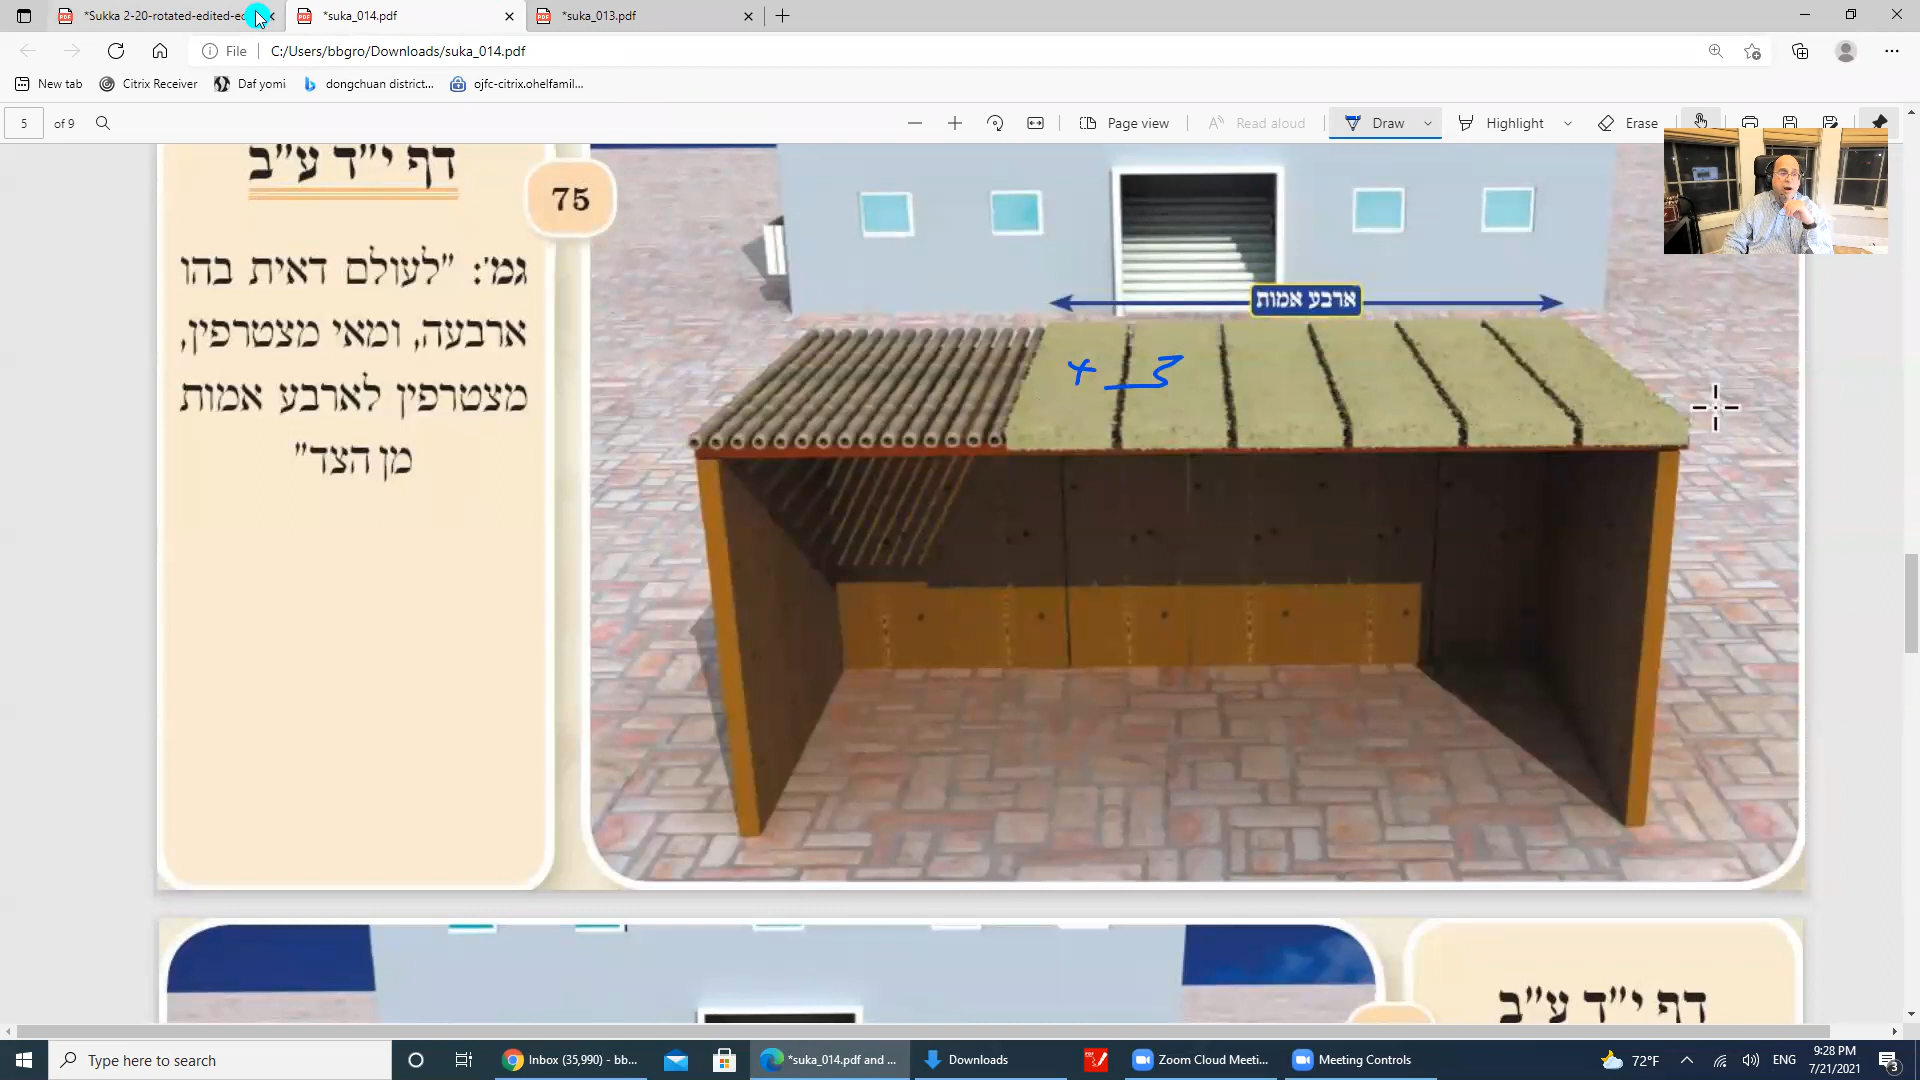 *Sukka 2-20-rotated-edited-ed
*suka_014.pdf
*suka_013.pdf
File
C:/Users/bbgro/Downloads/suka_014.pdf
New tab
Citrix Receiver
Daf yomi
dongchuan district...
ojfc-citrix.ohelfamil...
5 of 9
Page view
Read aloud
Draw
Highlight
Erase
דף י"ד ע"ב
75
גמ': "לעולם דאית בהו
ארבעה, ומאי מצטרפין,
מצטרפין לארבע אמות
מן הצד"
ארבע אמות
+ 3
דף י"ד ע"ב
Type here to search
Inbox (35,990) - bb...
*suka_014.pdf and ...
Downloads
Zoom Cloud Meeti...
Meeting Controls
72°F
ENG
9:28 PM
7/21/2021
3